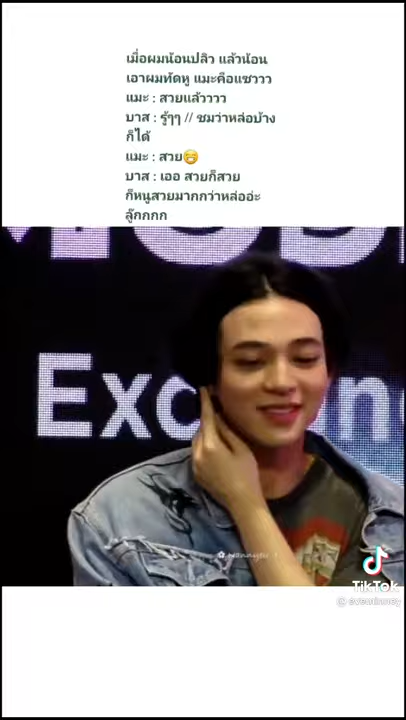 เมื่อผมน้อนปลิว แล้วน้อน
เอาผมทัดหู แมะคือแซววว
แมะ : สวยแล้วววว
บาส : รู้ๆๆ // ชมว่าหล่อบ้าง
ก็ได้
แมะ : สวย😁
บาส : เออ สวยก็สวย
ก็หนูสวยมากกว่าหล่ออ่ะ
ลู๊กกกก
Exc
TikTok